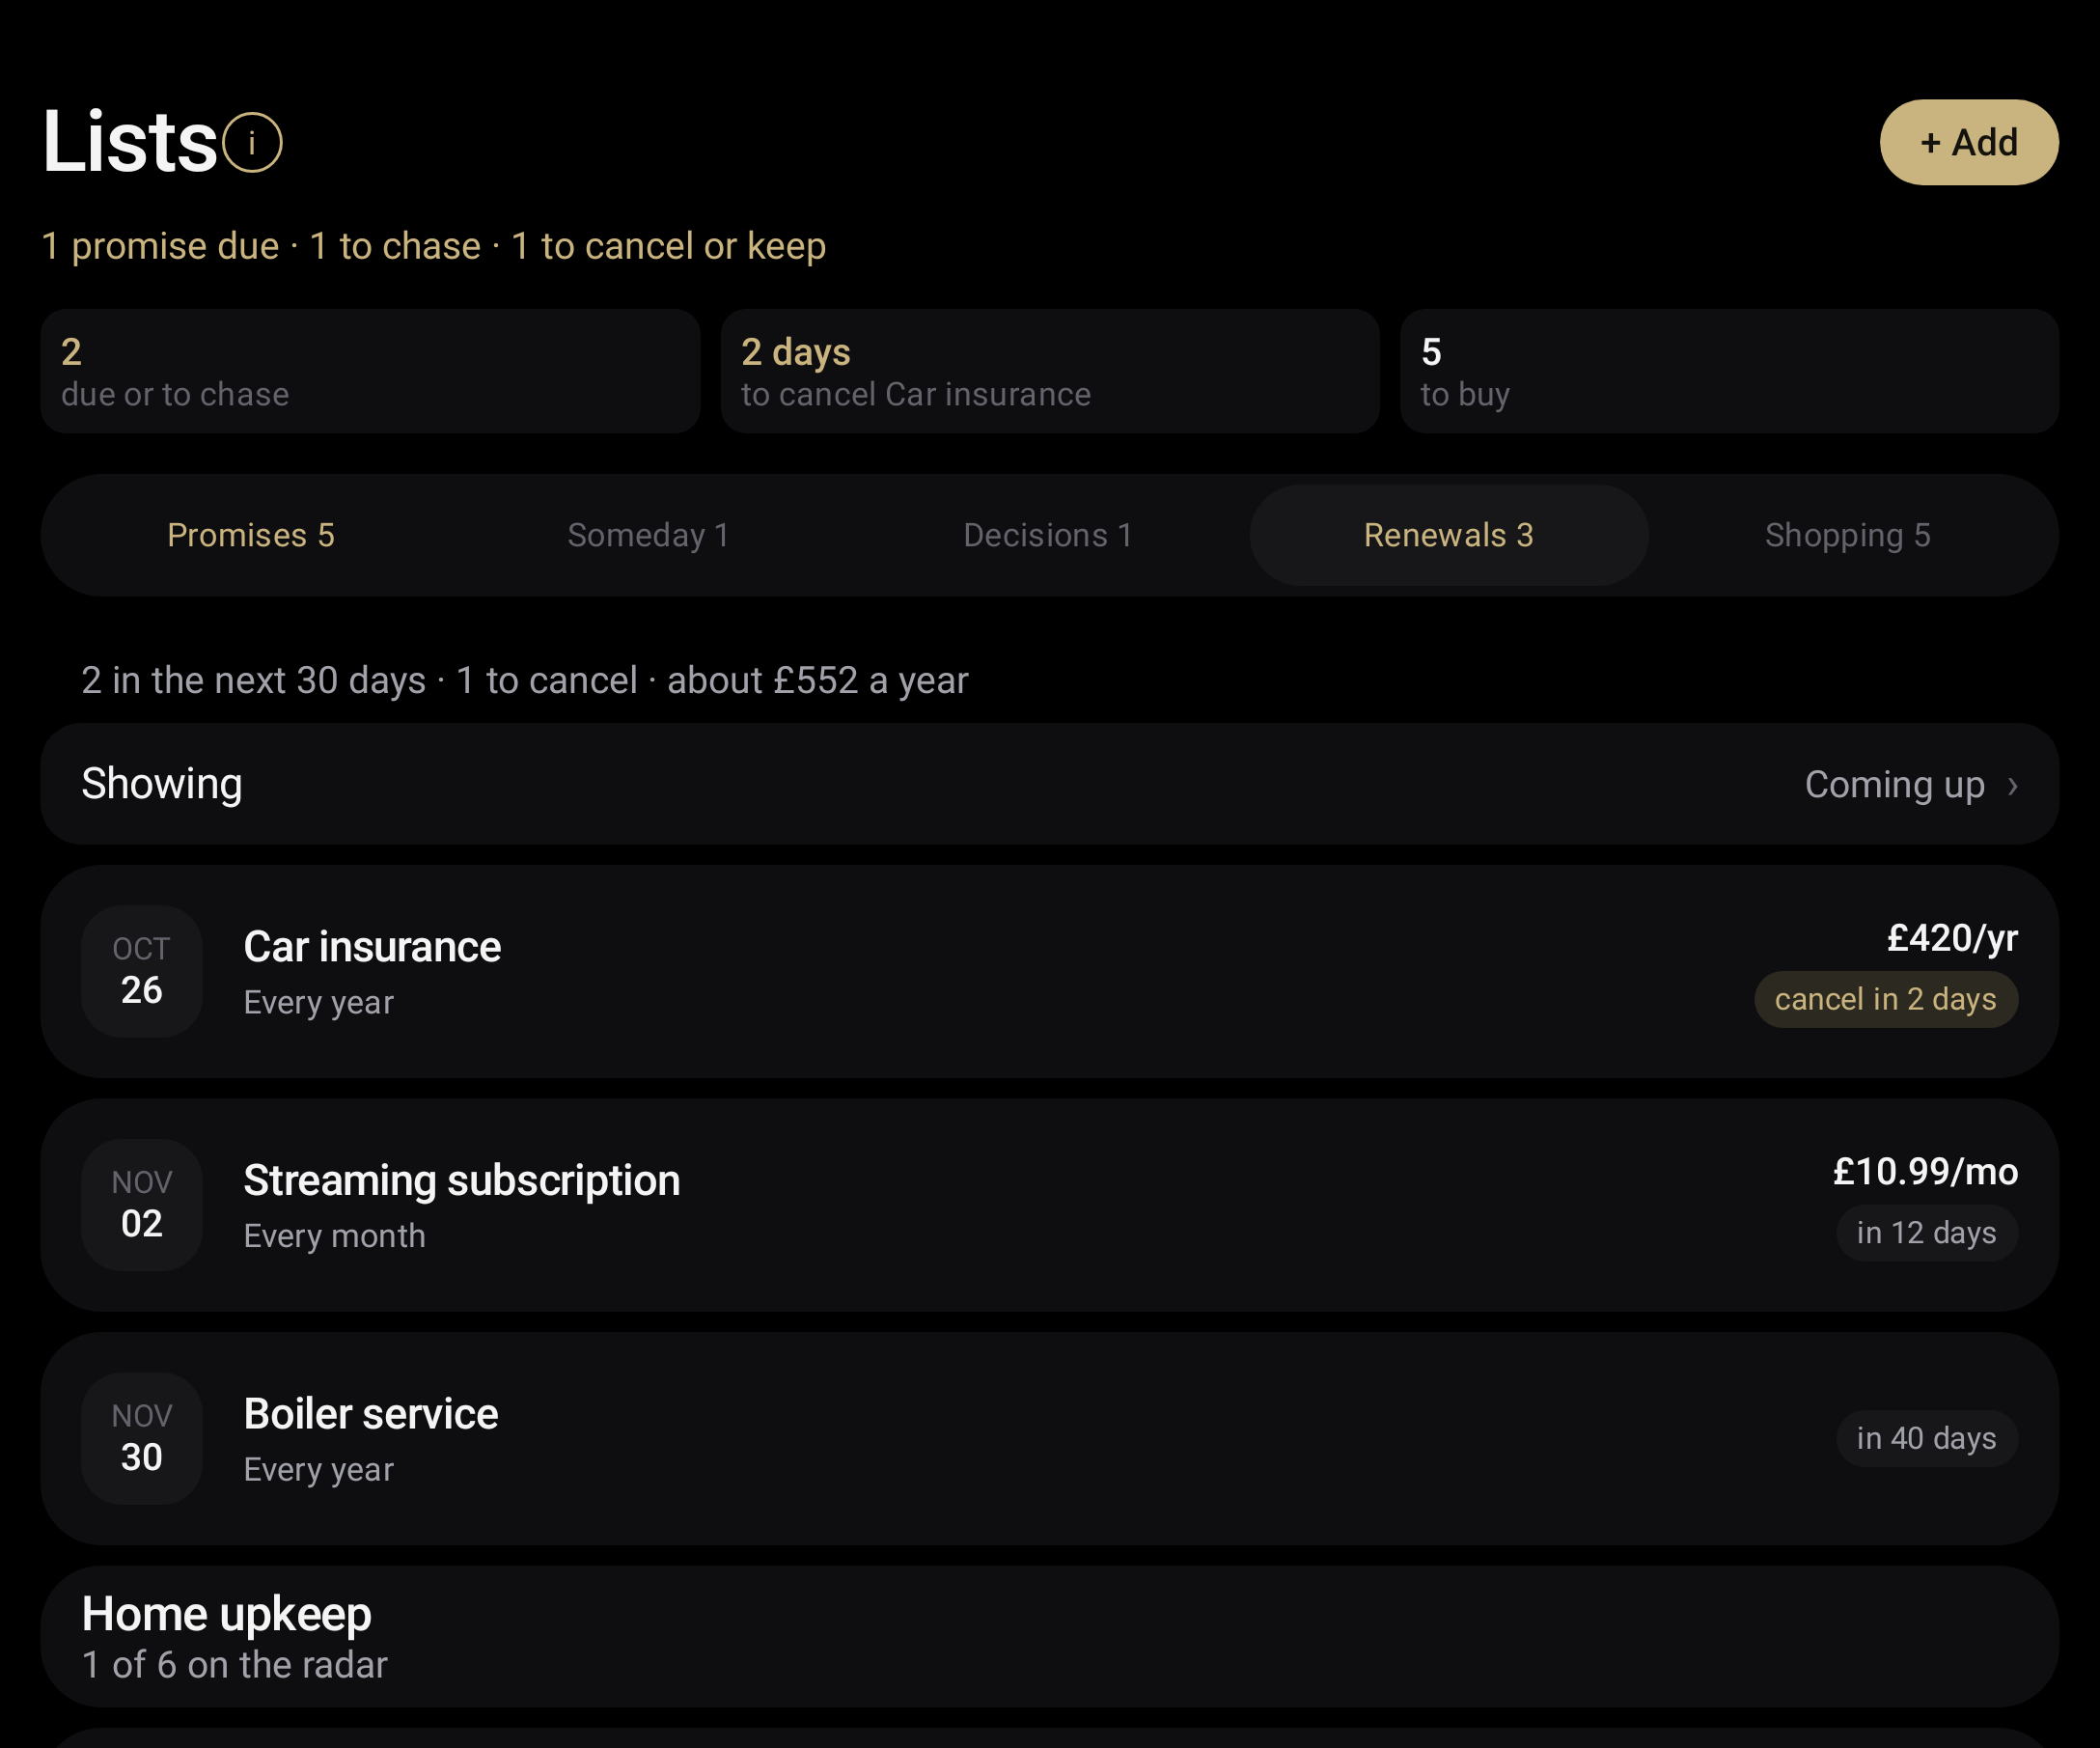 Lists i
+ Add
1 promise due · 1 to chase · 1 to cancel or keep
2
due or to chase
2 days
to cancel Car insurance
5
to buy
Promises 5
Someday 1
Decisions 1
Renewals 3
Shopping 5
2 in the next 30 days · 1 to cancel · about £552 a year
Showing
Coming up ›
OCT
26
Car insurance
Every year
£420/yr
cancel in 2 days
NOV
02
Streaming subscription
Every month
£10.99/mo
in 12 days
NOV
30
Boiler service
Every year
in 40 days
Home upkeep
1 of 6 on the radar